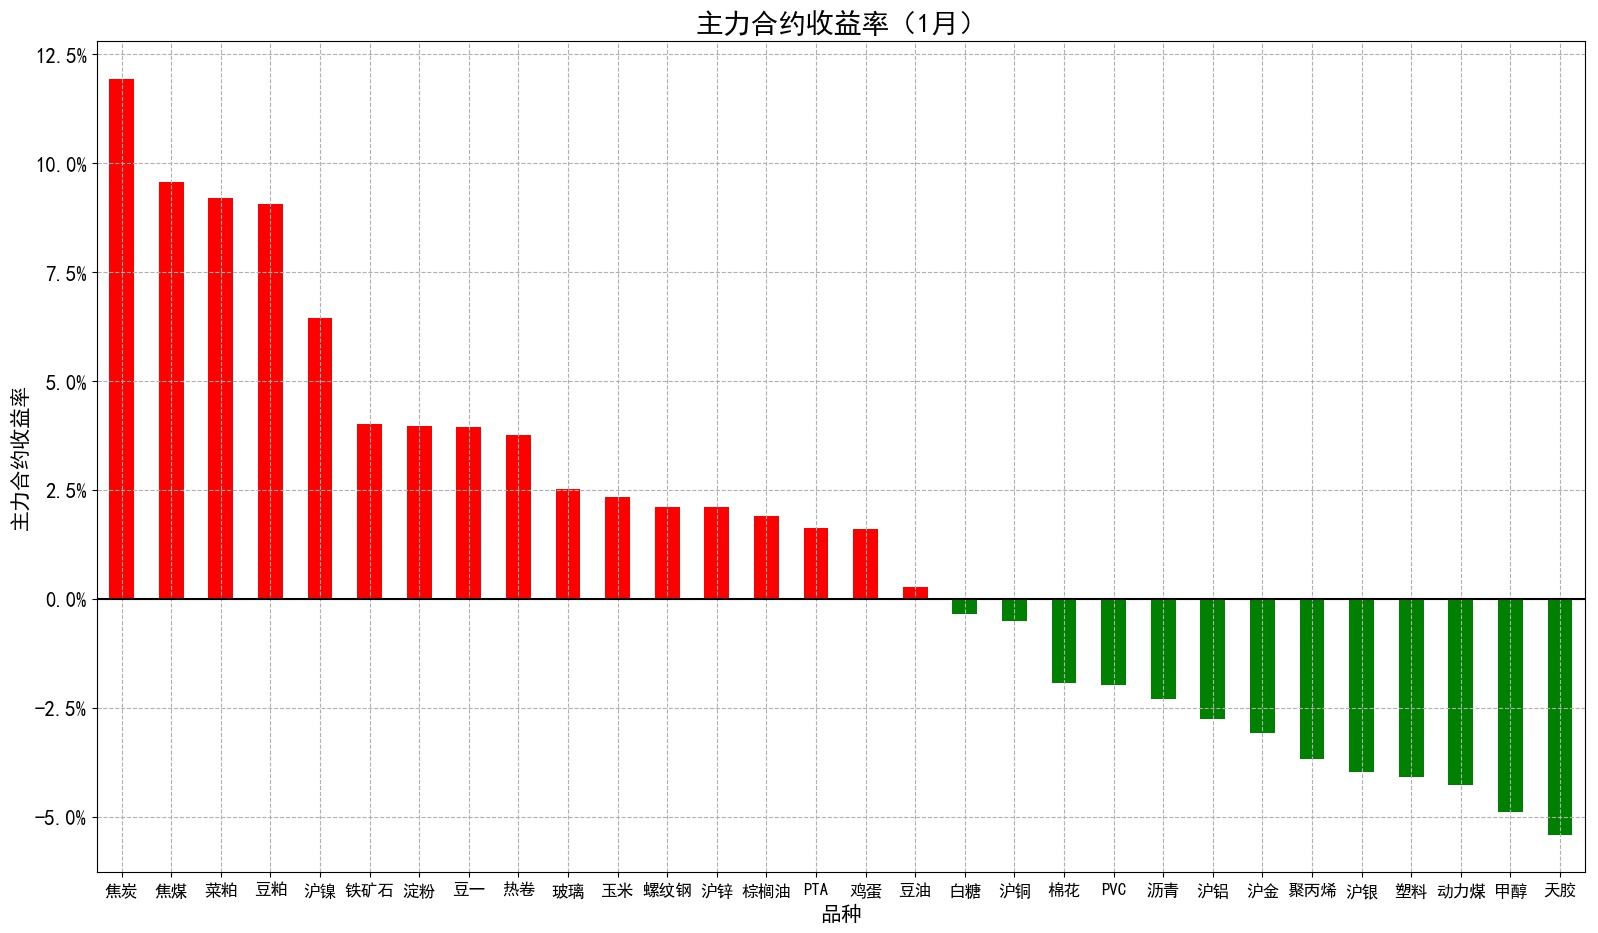 主力合约收益率（1月）
12.5%
10.0%
7.5%
5.0%
2.5%
0.0%
−2.5%
−5.0%
主力合约收益率
焦炭 焦煤 菜粕 豆粕 沪镍 铁矿石 淀粉 豆一 热卷 玻璃 玉米 螺纹钢 沪锌 棕榈油 PTA 鸡蛋 豆油 白糖 沪铜 棉花 PVC 沥青 沪铝 沪金 聚丙烯 沪银 塑料 动力煤 甲醇 天胶
品种